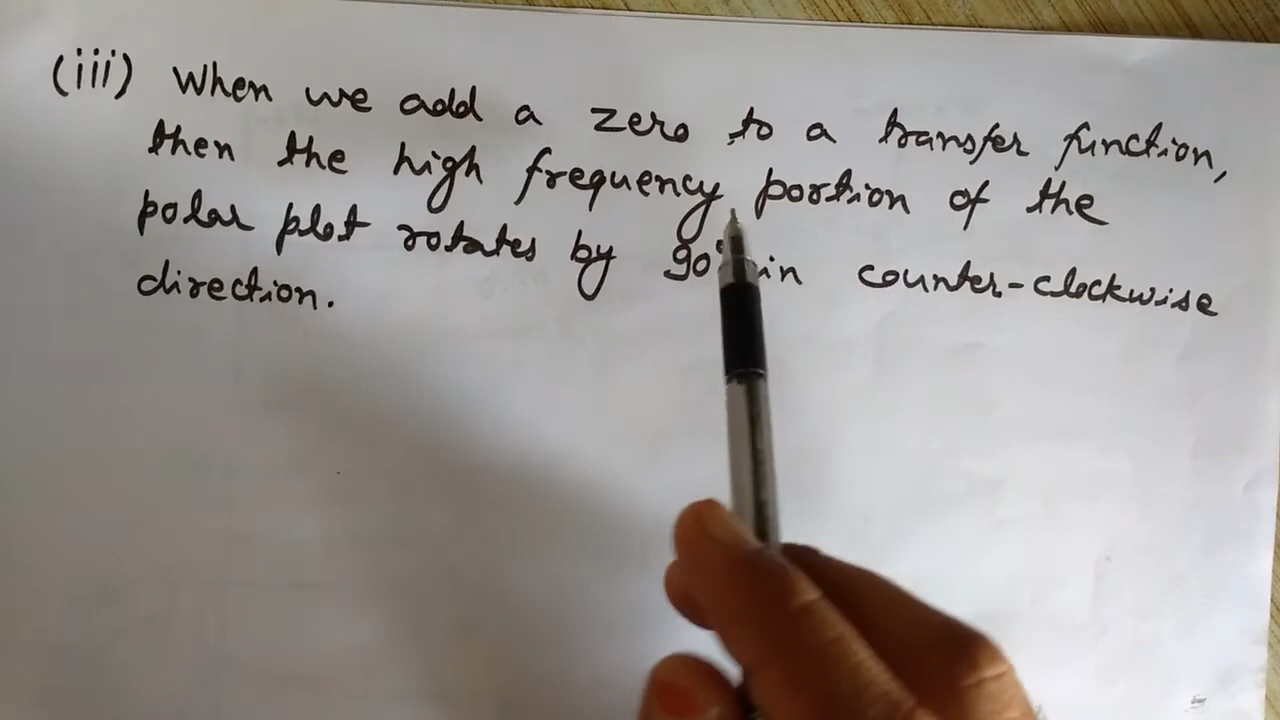 (iii) When we add a zero to a transfer function,
then the high frequency portion of the
polar plot rotates by 90° in counter-clockwise
direction.